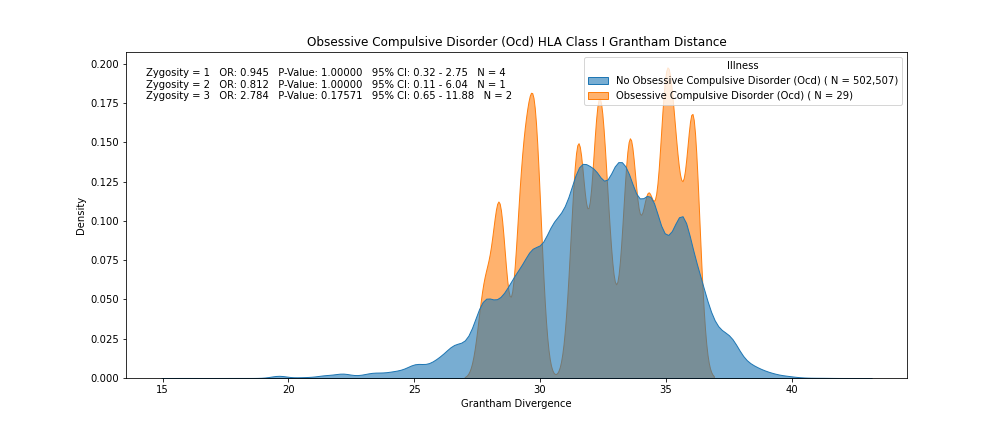 Obsessive Compulsive Disorder (Ocd) HLA Class I Grantham Distance
Zygosity = 1 OR: 0.945 P-Value: 1.00000 95% CI: 0.32 - 2.75 N = 4
Zygosity = 2 OR: 0.812 P-Value: 1.00000 95% CI: 0.11 - 6.04 N = 1
Zygosity = 3 OR: 2.784 P-Value: 0.17571 95% CI: 0.65 - 11.88 N = 2
Illness
No Obsessive Compulsive Disorder (Ocd) ( N = 502,507)
Obsessive Compulsive Disorder (Ocd) ( N = 29)
Density
0.200
0.175
0.150
0.125
0.100
0.075
0.050
0.025
0.000
15 20 25 30 35 40
Grantham Divergence